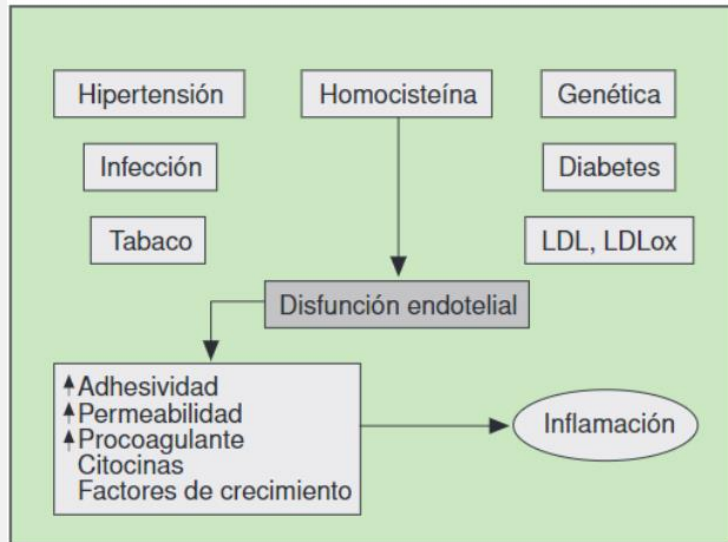 Hipertensión
Homocisteína
Genética
Infección
Diabetes
Tabaco
LDL, LDLox
Disfunción endotelial
Adhesividad
Permeabilidad
Procoagulante
Citocinas
Factores de crecimiento
Inflamación